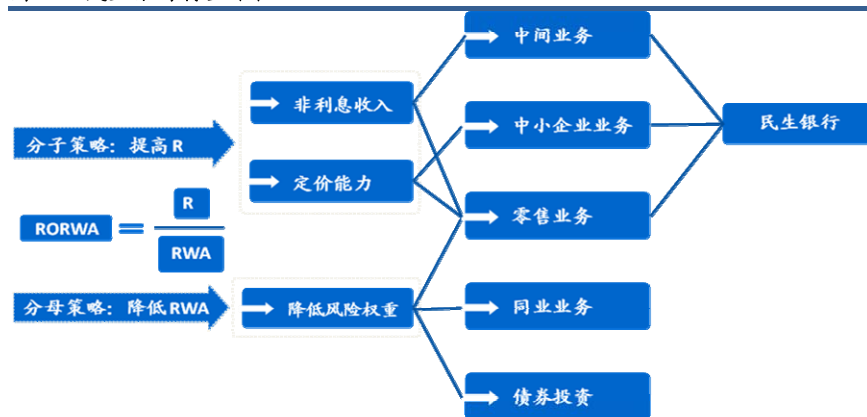 中间业务
非利息收入
中小企业业务
民生银行
分子策略：提高R
定价能力
零售业务
RORWA = R
RWA
分母策略：降低RWA
降低风险权重
同业业务
债券投资